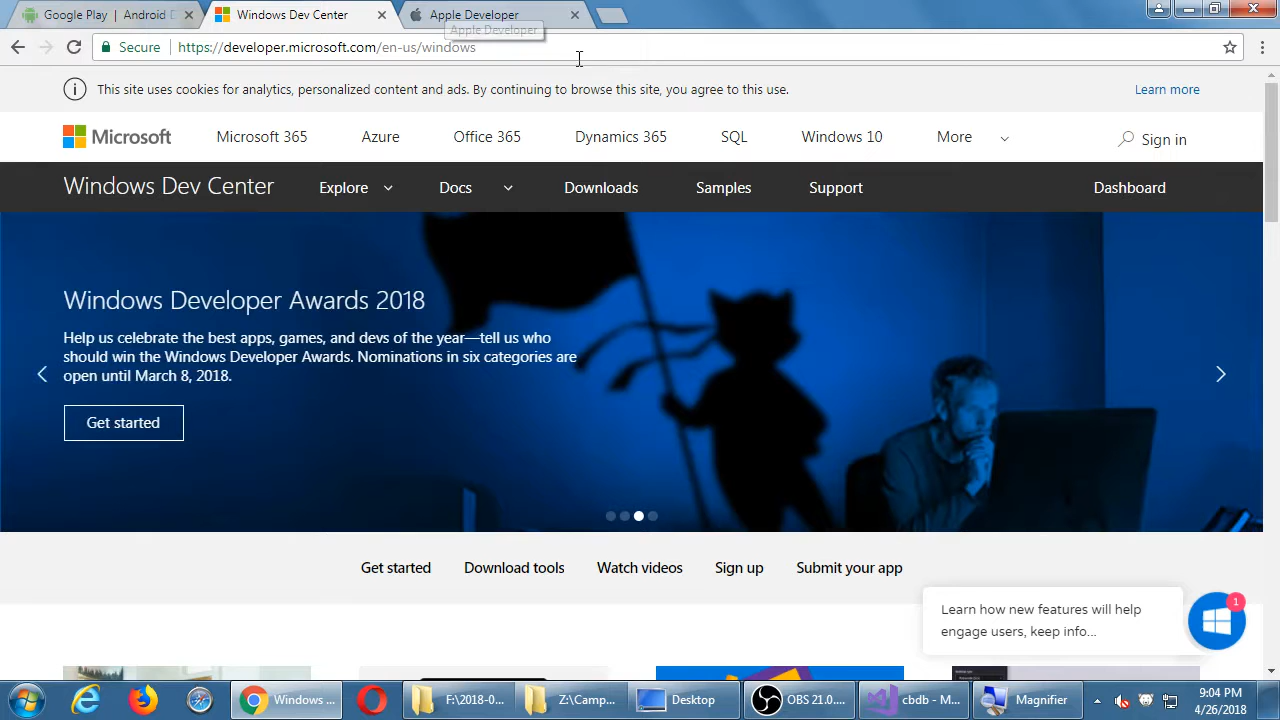 Google Play | Android D
Windows Dev Center
Apple Developer
Apple Developer
Secure
https://developer.microsoft.com/en-us/windows
This site uses cookies for analytics, personalized content and ads. By continuing to browse this site, you agree to this use.
Learn more
Microsoft
Microsoft 365
Azure
Office 365
Dynamics 365
SQL
Windows 10
More
Sign in
Windows Dev Center
Explore
Docs
Downloads
Samples
Support
Dashboard
Windows Developer Awards 2018
Help us celebrate the best apps, games, and devs of the year—tell us who
should win the Windows Developer Awards. Nominations in six categories are
open until March 8, 2018.
Get started
Get started
Download tools
Watch videos
Sign up
Submit your app
Learn how new features will help
engage users, keep info...
1
Windows ...
F:\2018-0...
Z:\Camp...
Desktop
OBS 21.0....
cbdb - M...
Magnifier
9:04 PM
4/26/2018